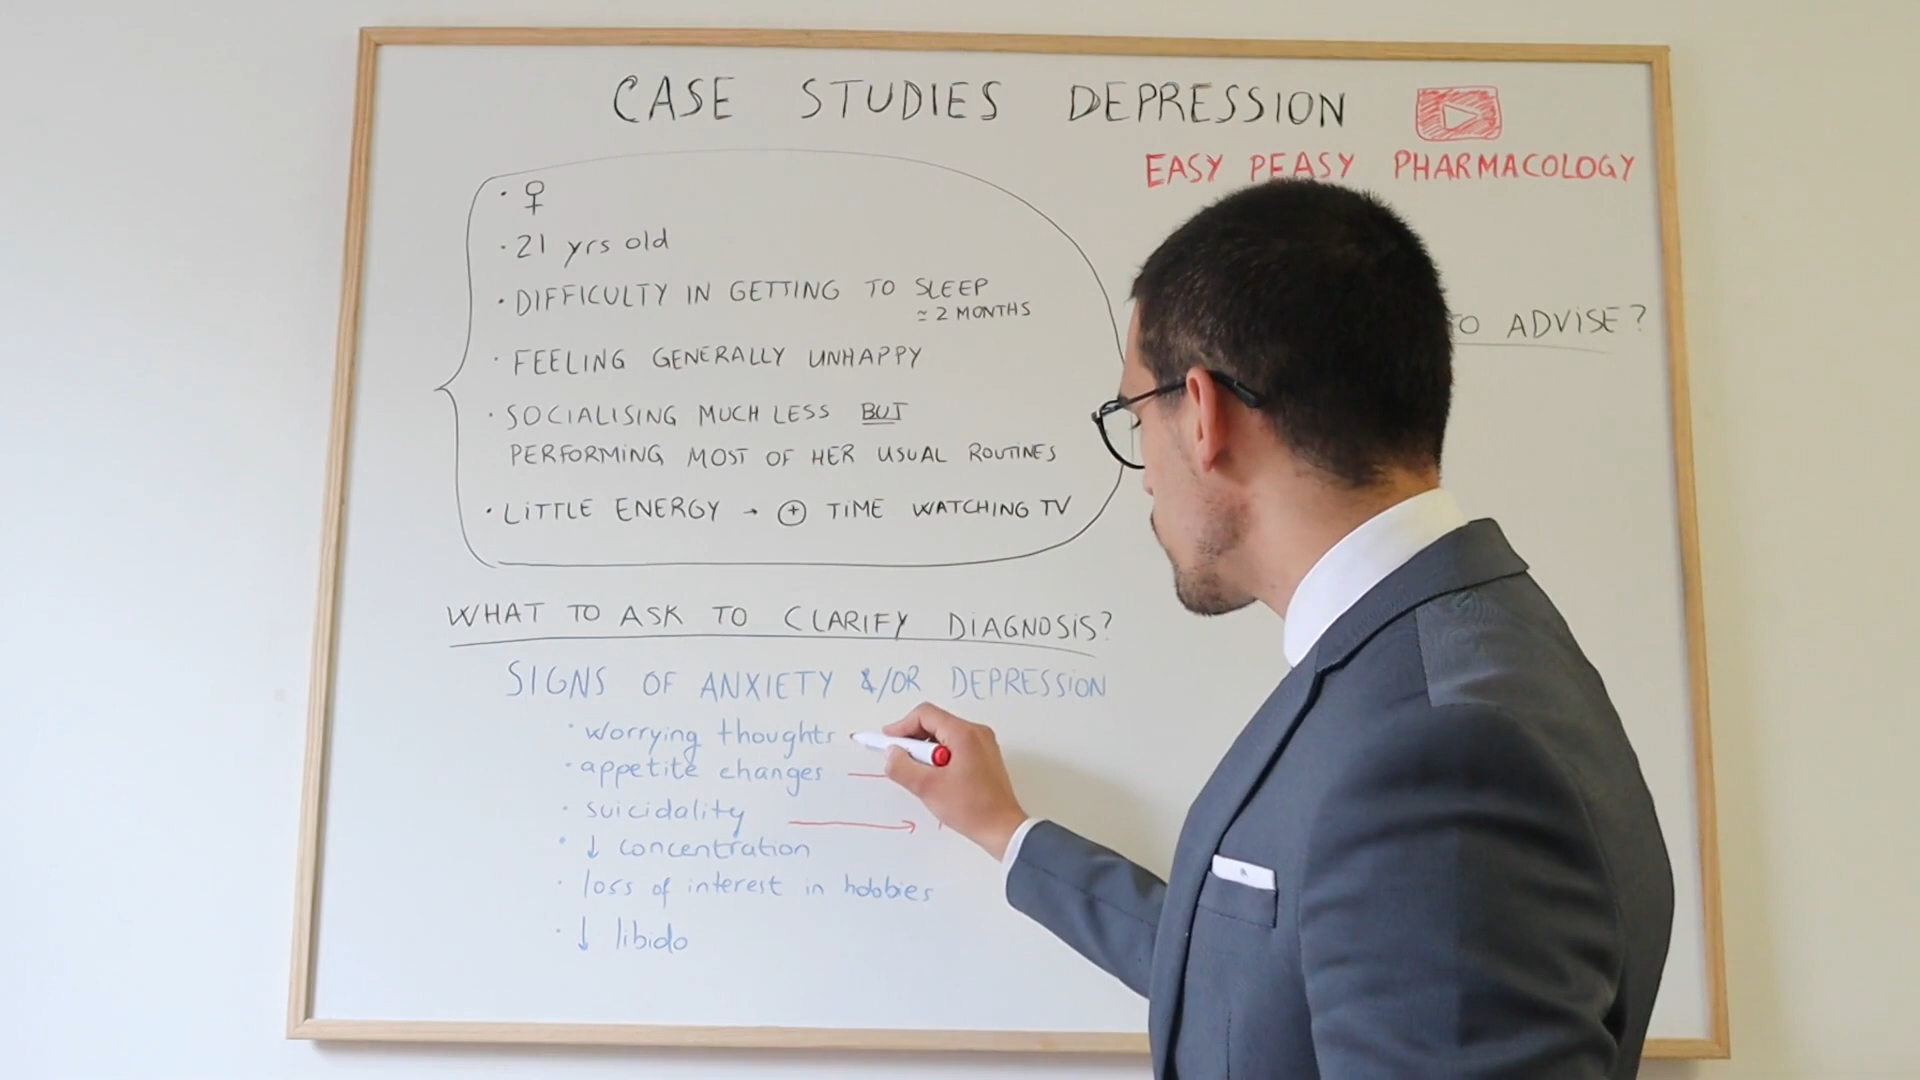 CASE STUDIES DEPRESSION
EASY PEASY PHARMACOLOGY
· ♀
· 21 yrs old
· DIFFICULTY IN GETTING TO SLEEP
≃ 2 MONTHS
· FEELING GENERALLY UNHAPPY
· SOCIALISING MUCH LESS BUT
PERFORMING MOST OF HER USUAL ROUTINES
· LITTLE ENERGY → ⊕ TIME WATCHING TV
TO ADVISE?
WHAT TO ASK TO CLARIFY DIAGNOSIS?
SIGNS OF ANXIETY &/OR DEPRESSION
· worrying thoughts
· appetite changes
· suicidality →
· ↓ concentration
· loss of interest in hobbies
· ↓ libido